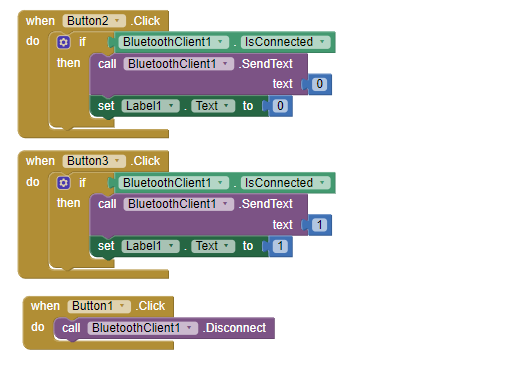 when Button2 .Click
do if BluetoothClient1 . IsConnected
then call BluetoothClient1 .SendText
text 0
set Label1 . Text to 0
when Button3 .Click
do if BluetoothClient1 . IsConnected
then call BluetoothClient1 .SendText
text 1
set Label1 . Text to 1
when Button1 .Click
do call BluetoothClient1 .Disconnect